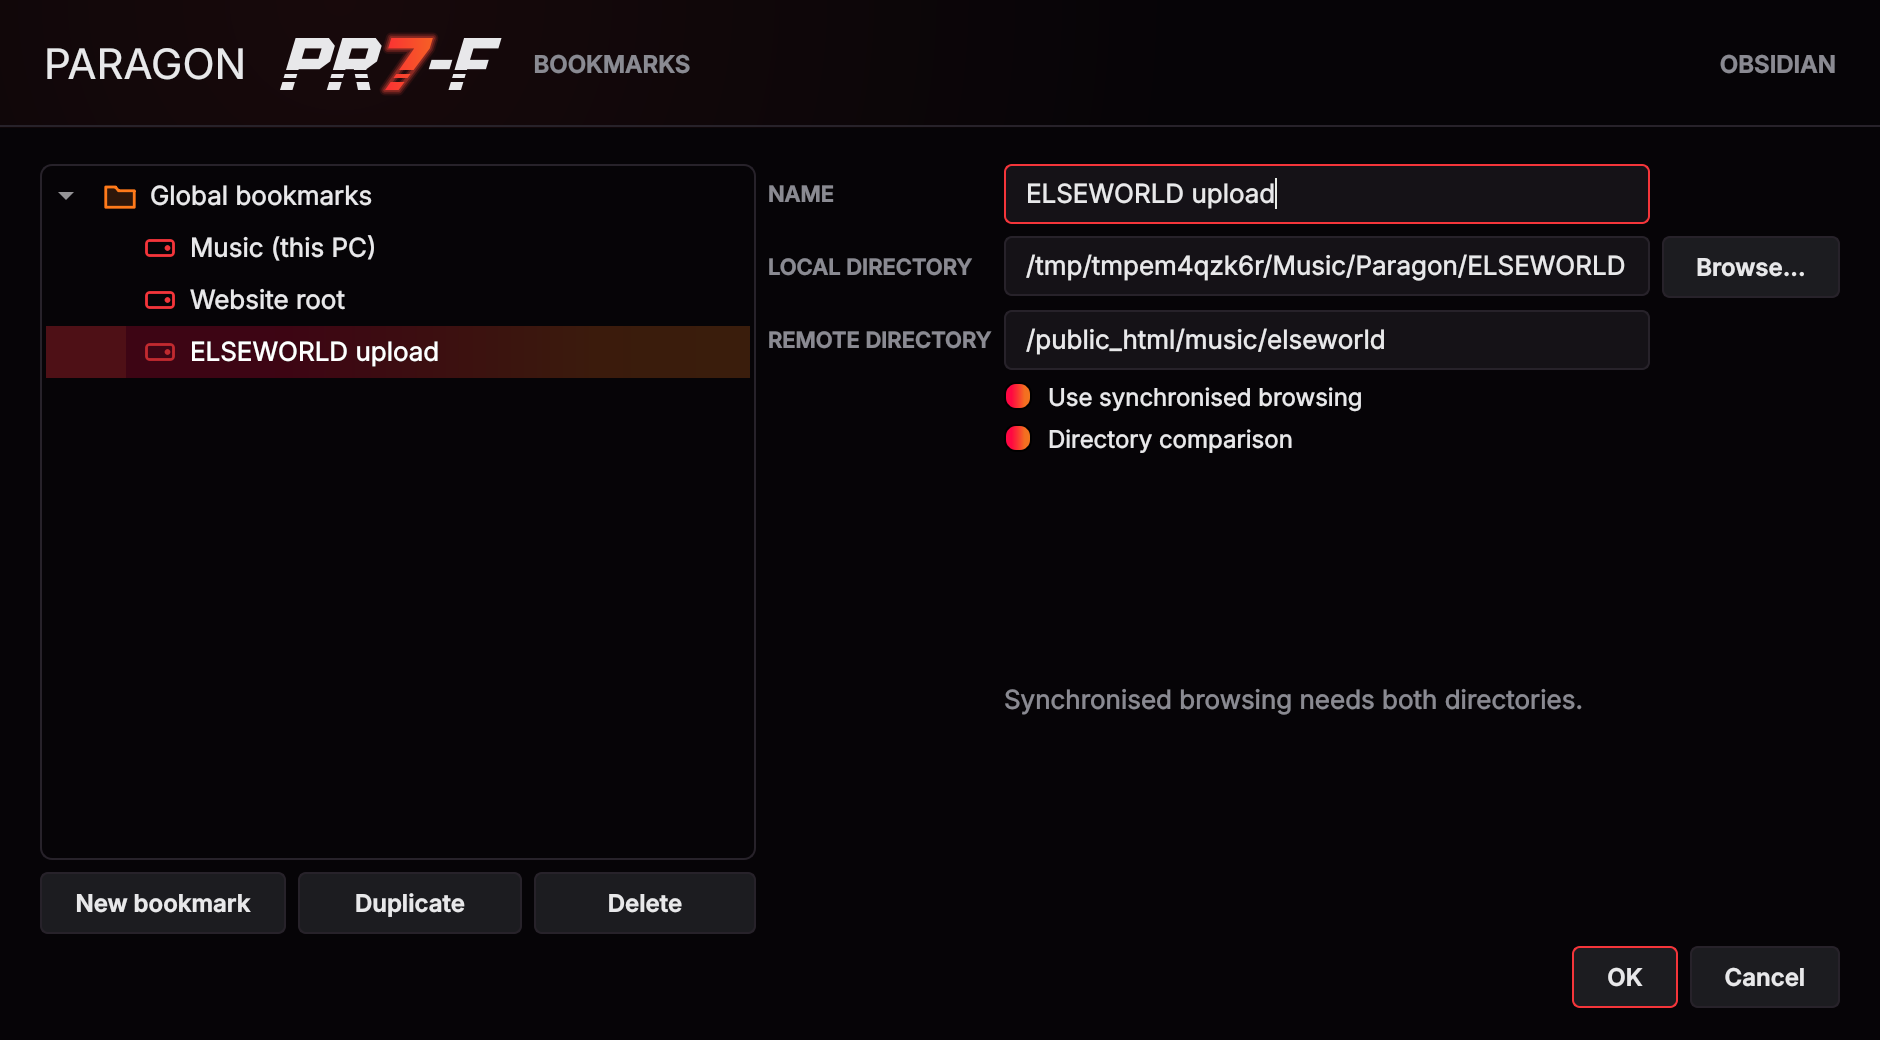 PARAGON PR7-F BOOKMARKS OBSIDIAN
Global bookmarks
Music (this PC)
Website root
ELSEWORLD upload
NAME ELSEWORLD upload
LOCAL DIRECTORY /tmp/tmpem4qzk6r/Music/Paragon/ELSEWORLD Browse...
REMOTE DIRECTORY /public_html/music/elseworld
Use synchronised browsing
Directory comparison
Synchronised browsing needs both directories.
New bookmark Duplicate Delete
OK Cancel